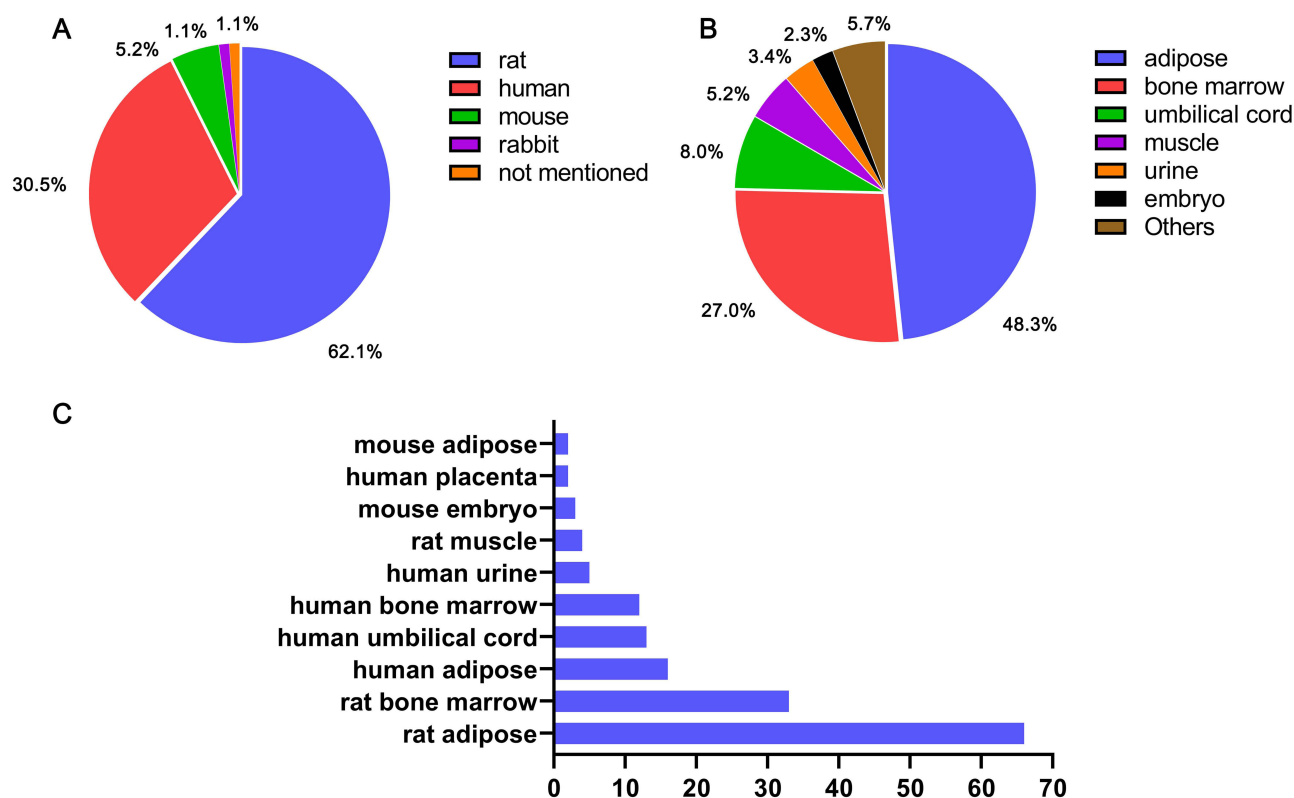 A
1.1%
1.1%
5.2%
30.5%
62.1%
rat
human
mouse
rabbit
not mentioned
B
5.7%
2.3%
3.4%
5.2%
8.0%
27.0%
48.3%
adipose
bone marrow
umbilical cord
muscle
urine
embryo
Others
C
mouse adipose
human placenta
mouse embryo
rat muscle
human urine
human bone marrow
human umbilical cord
human adipose
rat bone marrow
rat adipose
0 10 20 30 40 50 60 70